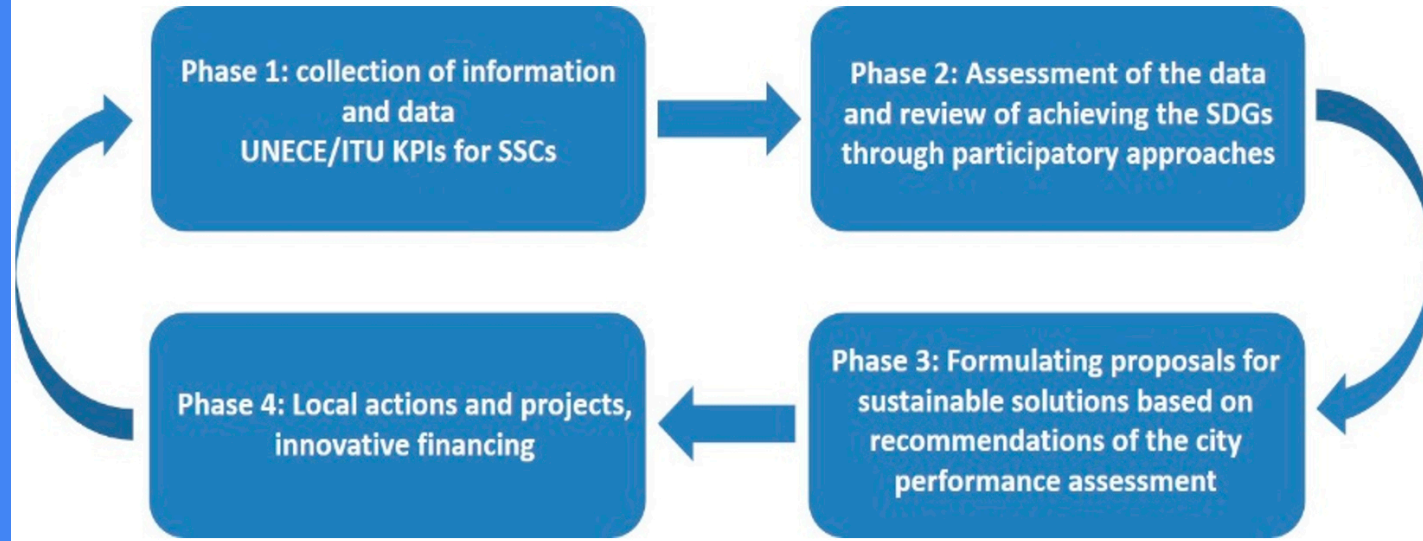 Phase 1: collection of information
and data
UNECE/ITU KPIs for SSCs
Phase 2: Assessment of the data
and review of achieving the SDGs
through participatory approaches
Phase 3: Formulating proposals for
sustainable solutions based on
recommendations of the city
performance assessment
Phase 4: Local actions and projects,
innovative financing